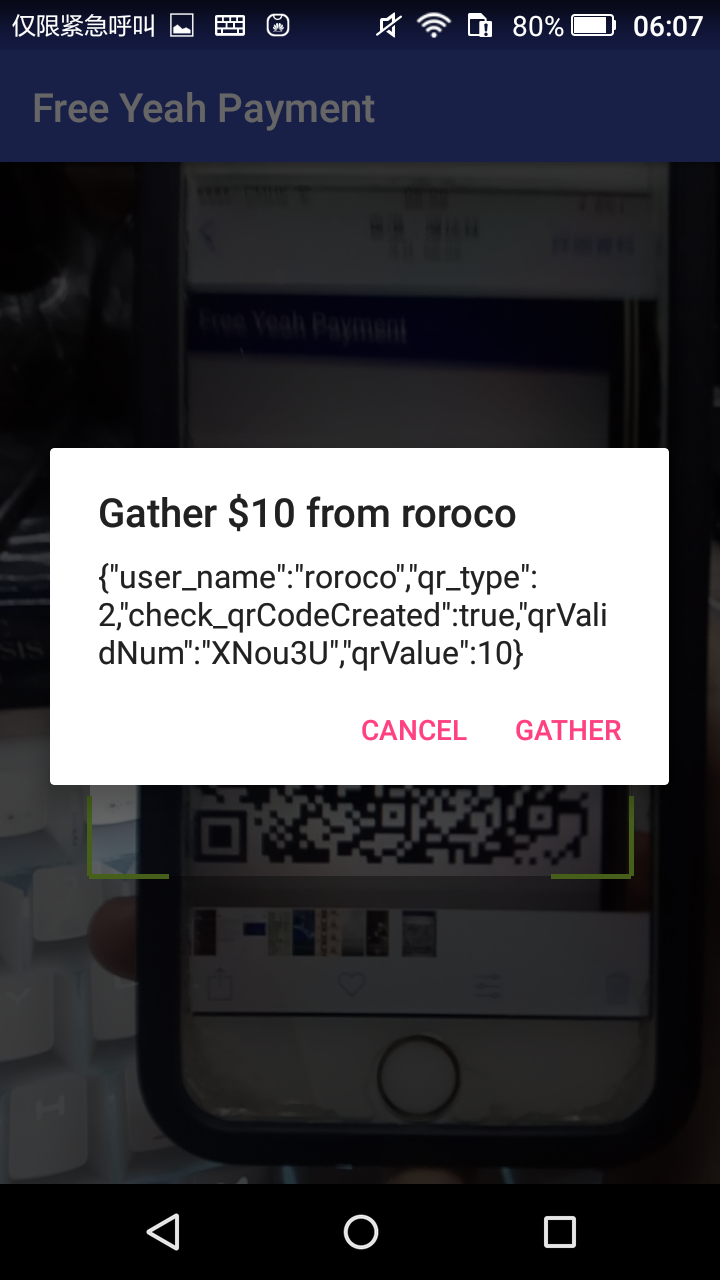 仅限紧急呼叫 80% 06:07
Free Yeah Payment
Free Yeah Payment
Gather $10 from roroco
{"user_name":"roroco","qr_type":
2,"check_qrCodeCreated":true,"qrVali
dNum":"XNou3U","qrValue":10}
CANCEL GATHER